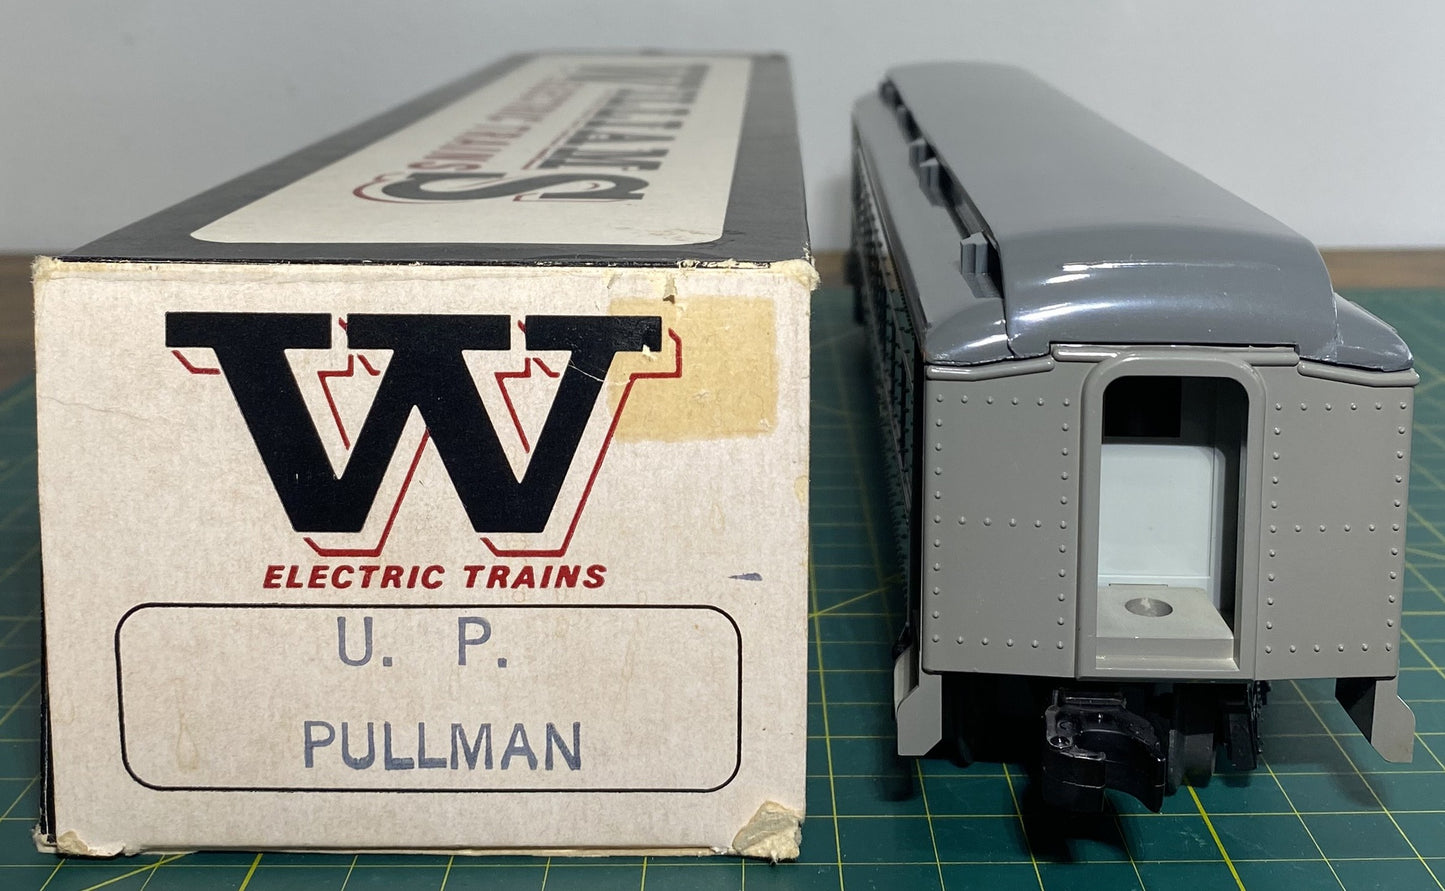 WILLIAMS
ELECTRIC TRAINS
W
ELECTRIC TRAINS
U. P.
PULLMAN